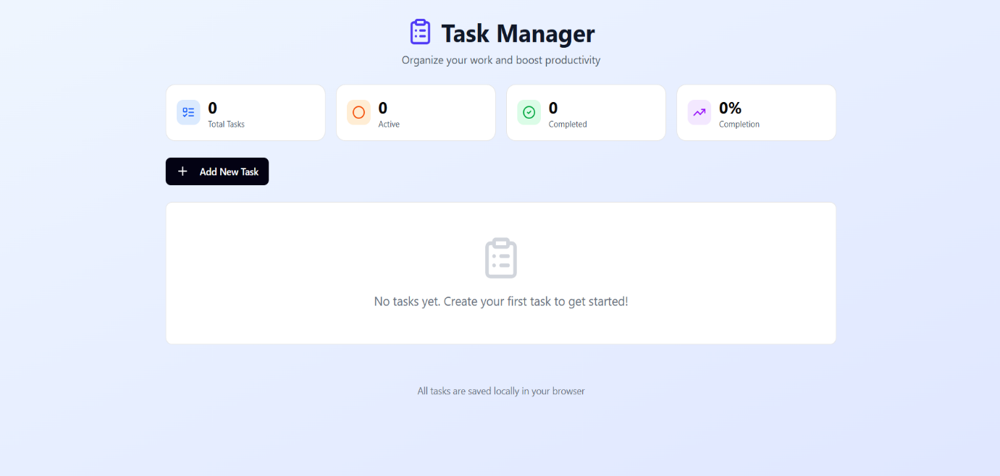 Task Manager
Organize your work and boost productivity
0
Total Tasks
0
Active
0
Completed
0%
Completion
Add New Task
No tasks yet. Create your first task to get started!
All tasks are saved locally in your browser